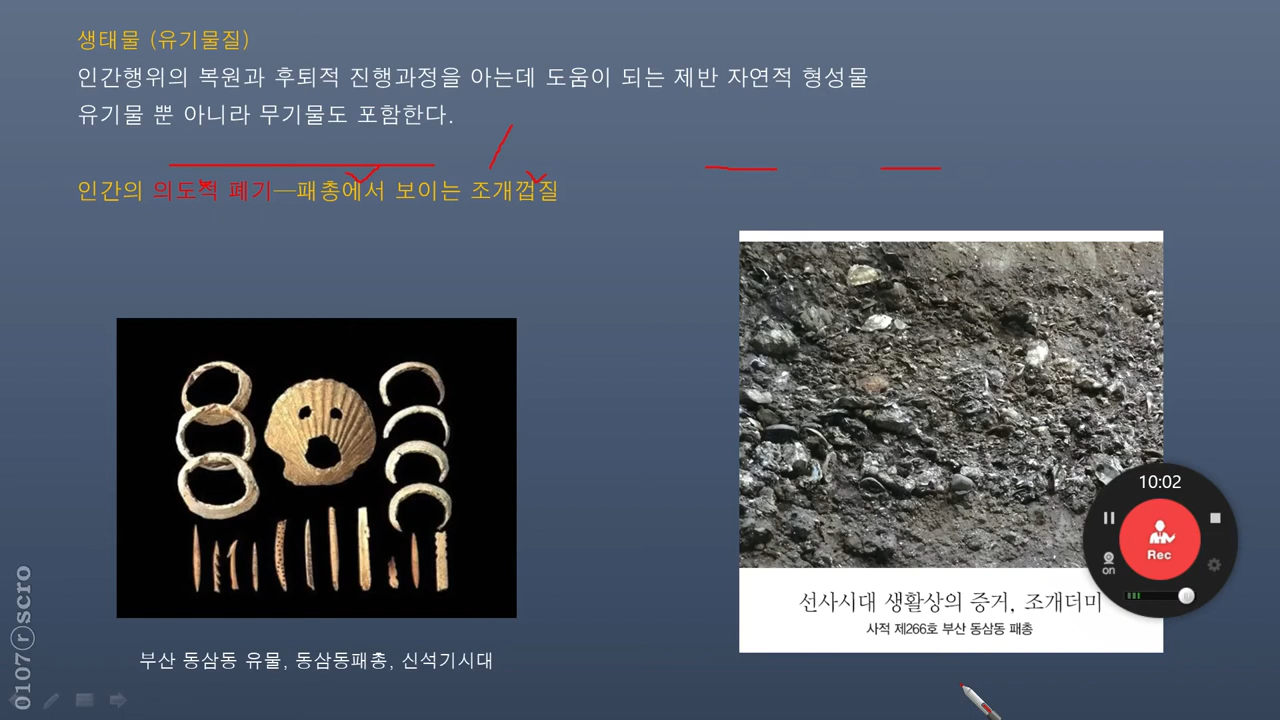 생태물 (유기물질)
인간행위의 복원과 후퇴적 진행과정을 아는데 도움이 되는 제반 자연적 형성물
유기물 뿐 아니라 무기물도 포함한다.
인간의 의도적 폐기—패총에서 보이는 조개껍질
10:02
Rec
on
선사시대 생활상의 증거, 조개더미
사적 제266호 부산 동삼동 패총
부산 동삼동 유물, 동삼동패총, 신석기시대
0107ⓡscro